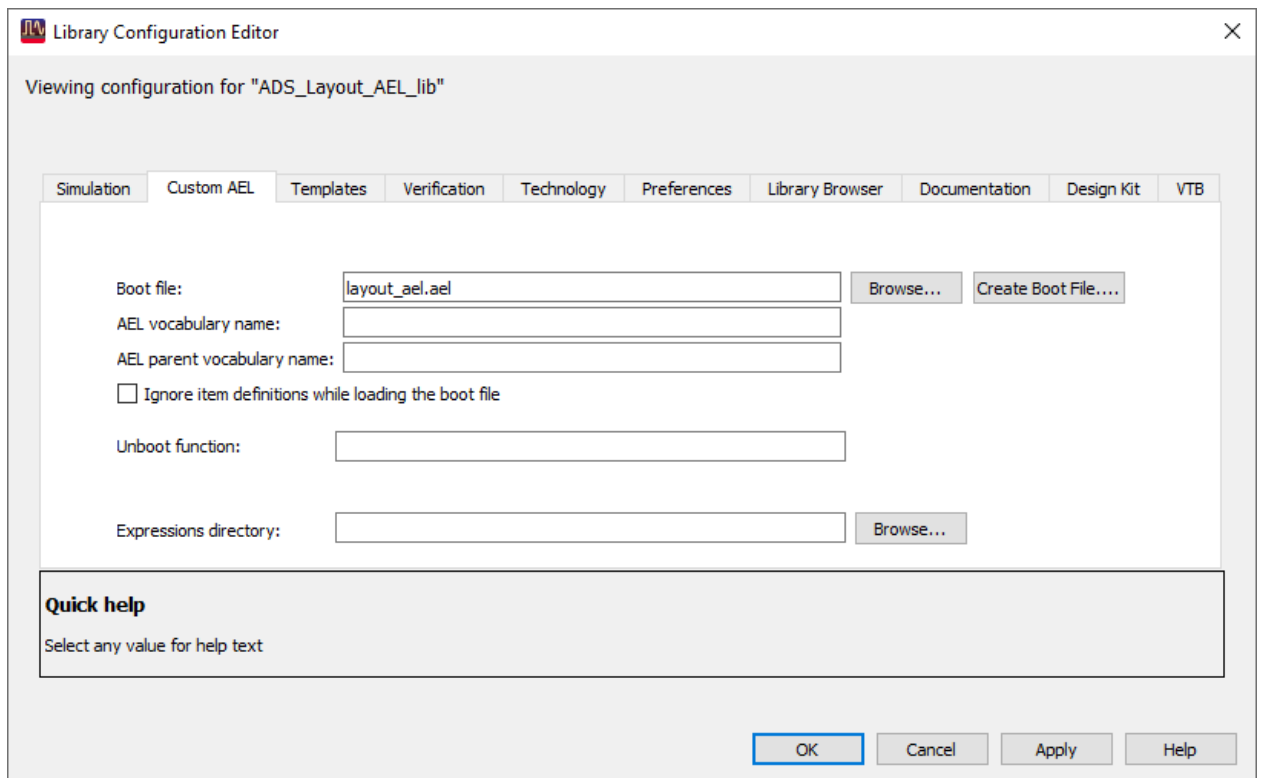 Library Configuration Editor
Viewing configuration for "ADS_Layout_AEL_lib"
Simulation Custom AEL Templates Verification Technology Preferences Library Browser Documentation Design Kit VTB
Boot file: layout_ael.ael Browse... Create Boot File....
AEL vocabulary name:
AEL parent vocabulary name:
Ignore item definitions while loading the boot file
Unboot function:
Expressions directory: Browse...
Quick help
Select any value for help text
OK Cancel Apply Help